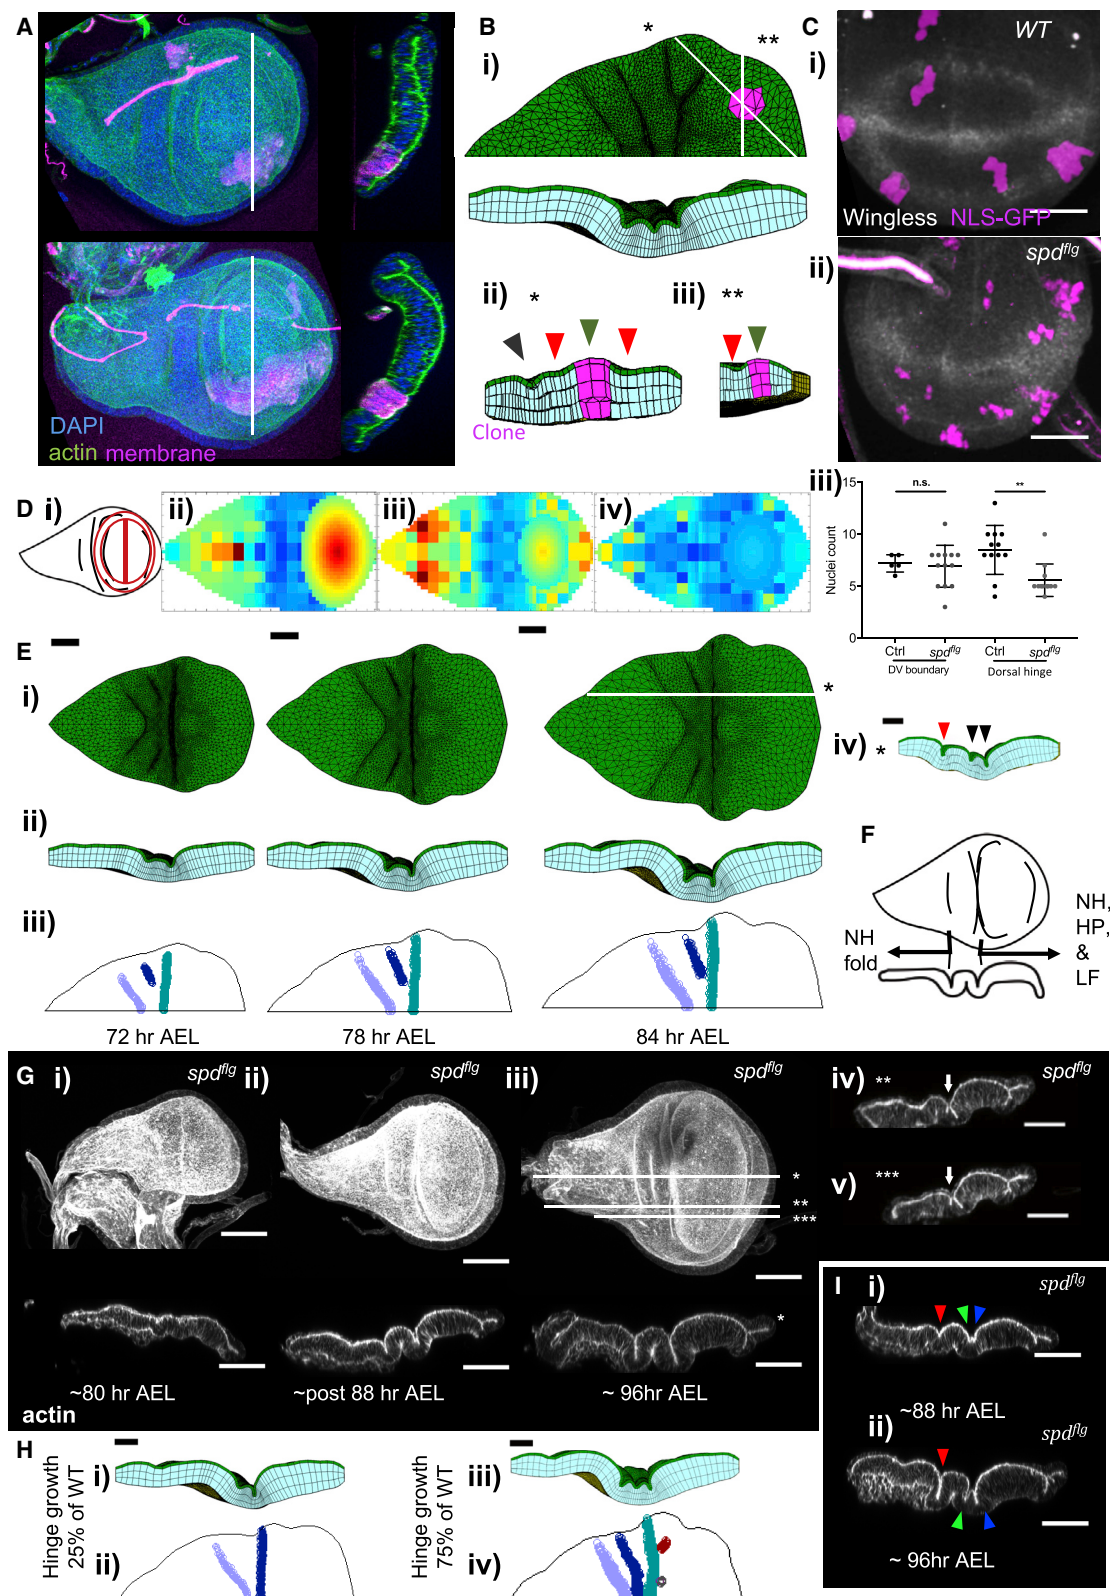 A
DAPI
actin membrane
B
i)
*
**
ii) *
iii) **
Clone
C
i)
WT
Wingless NLS-GFP
ii)
spdflg
iii)
15
10
5
0
Nuclei count
n.s.
**
Ctrl spdflg Ctrl spdflg
DV boundary Dorsal hinge
D i)
ii)
iii)
iv)
E
i)
*
ii)
iii)
72 hr AEL
78 hr AEL
84 hr AEL
iv) *
F
NH
fold
NH,
HP,
&
LF
G i)
spdflg
ii)
spdflg
iii)
spdflg
*
**
***
*
~80 hr AEL
~post 88 hr AEL
~ 96hr AEL
actin
iv) **
spdflg
v) ***
H
Hinge growth
25% of WT
i)
ii)
Hinge growth
75% of WT
iii)
iv)
I i)
spdflg
~88 hr AEL
ii)
spdflg
~ 96hr AEL